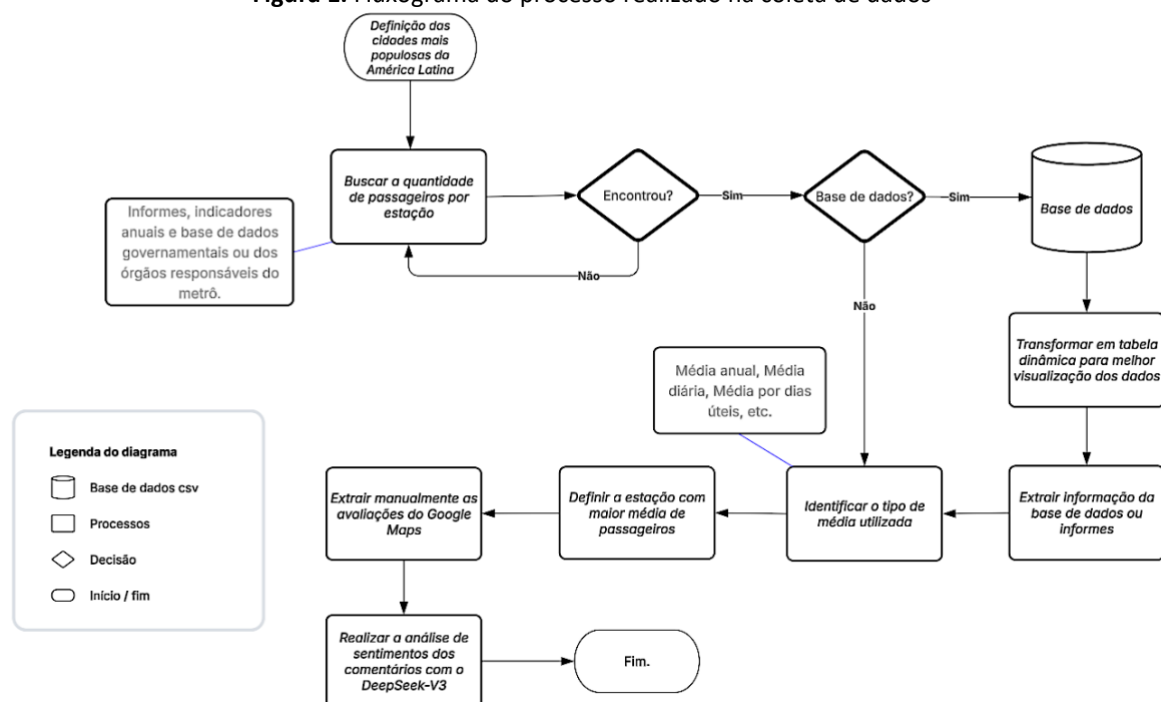 Figura 1. Fluxograma do processo realizado na coleta de dados
Definição das
cidades mais
populosas da
América Latina
Buscar a quantidade
de passageiros por
estação
Encontrou?
Sim
Base de dados?
Sim
Base de dados
Informes, indicadores
anuais e base de dados
governamentais ou dos
órgãos responsáveis do
metrô.
Não
Não
Transformar em tabela
dinâmica para melhor
visualização dos dados
Média anual, Média
diária, Média por dias
úteis, etc.
Legenda do diagrama
Base de dados csv
Processos
Decisão
Início / fim
Extrair manualmente as
avaliações do Google
Maps
Definir a estação com
maior média de
passageiros
Identificar o tipo de
média utilizada
Extrair informação da
base de dados ou
informes
Realizar a análise de
sentimentos dos
comentários com o
DeepSeek-V3
Fim.